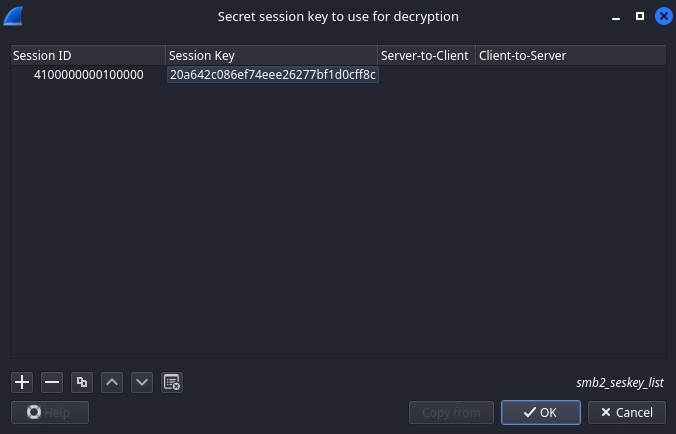 Secret session key to use for decryption
Session ID Session Key Server-to-Client Client-to-Server
4100000000100000 20a642c086ef74eee26277bf1d0cff8c
smb2_seskey_list
Help Copy from OK Cancel